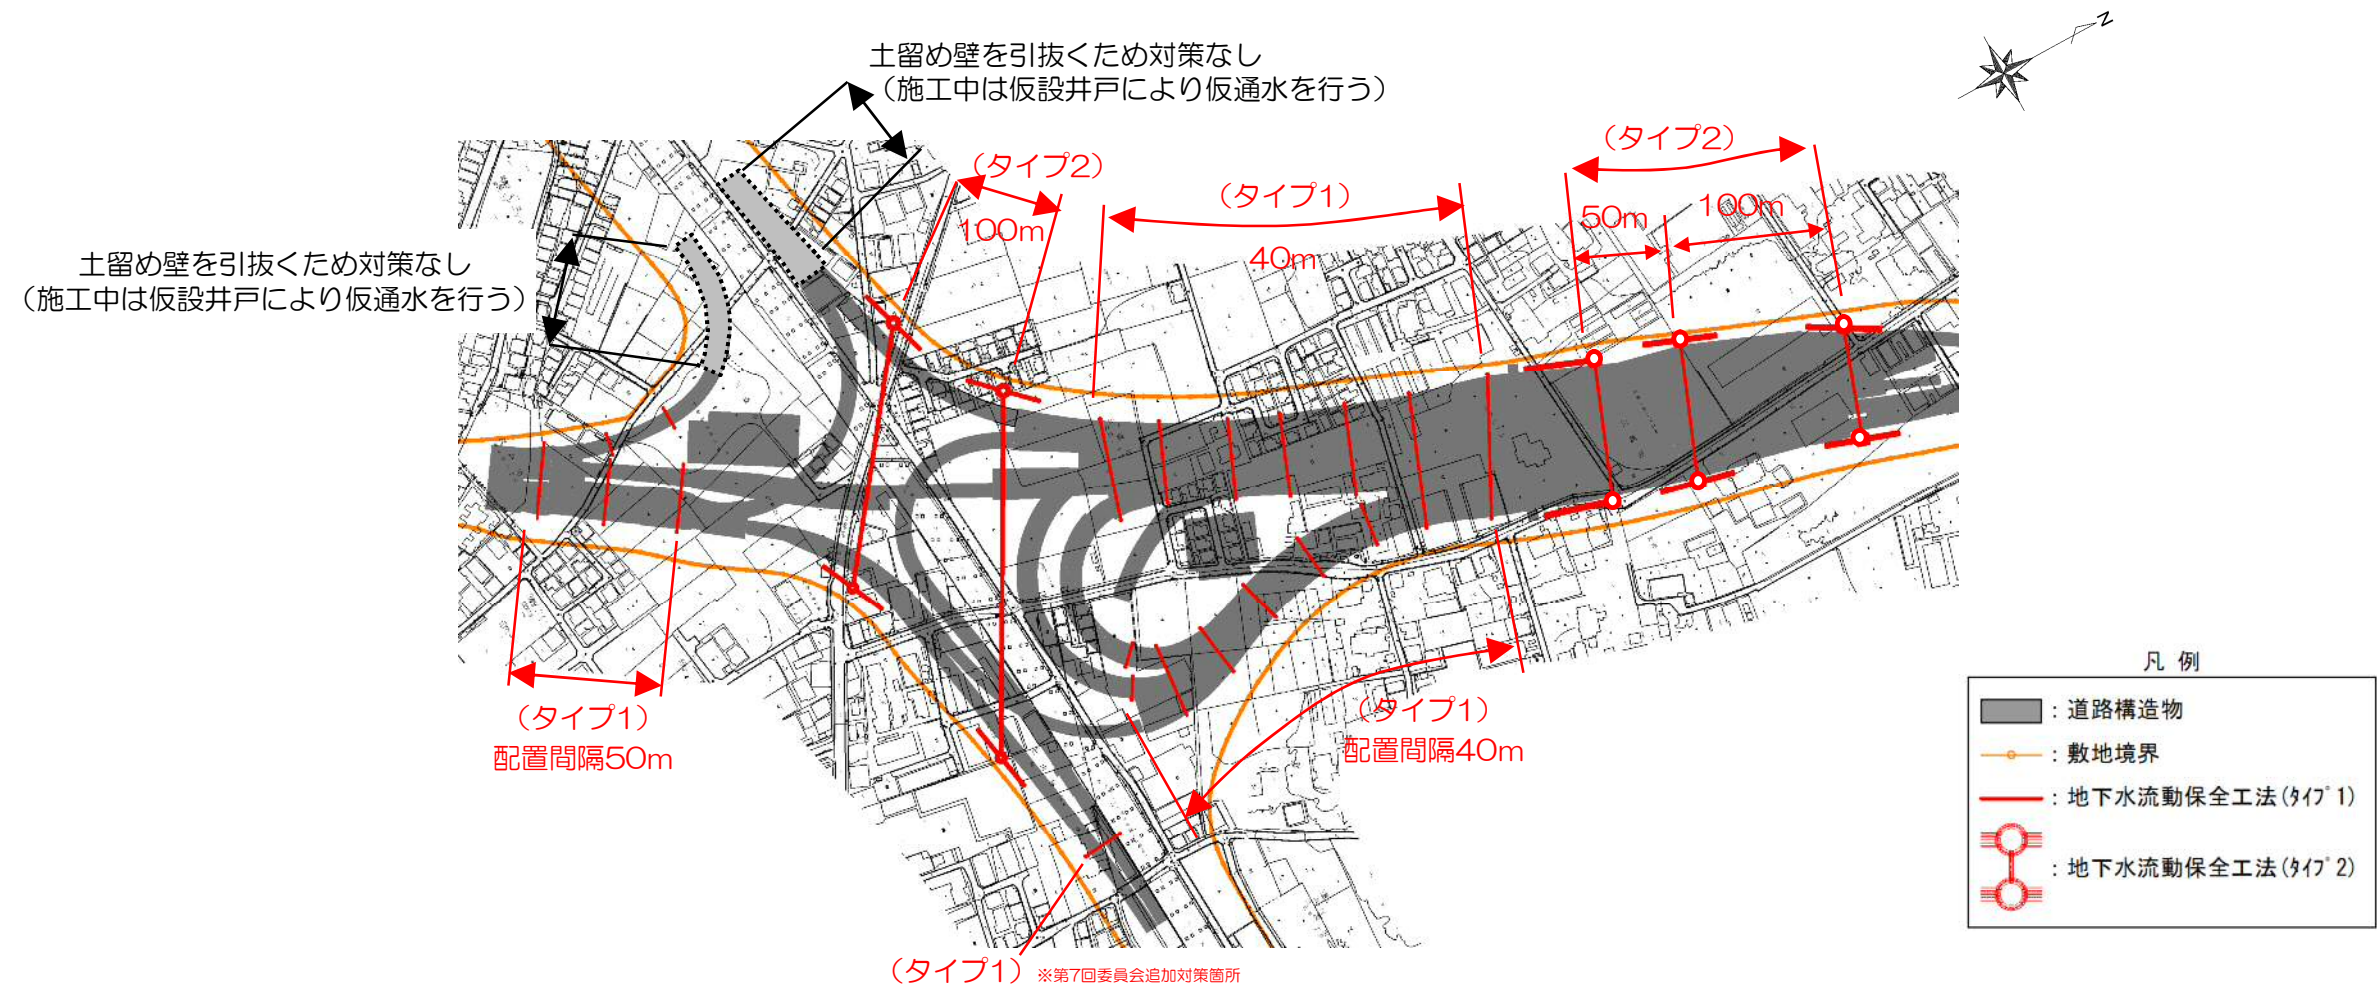 N
土留め壁を引抜くため対策なし
（施工中は仮設井戸により仮通水を行う）
（タイプ2）
100m
（タイプ1）
40m
（タイプ2）
50m
100m
土留め壁を引抜くため対策なし
（施工中は仮設井戸により仮通水を行う）
（タイプ1）
配置間隔50m
（タイプ1）
配置間隔40m
（タイプ1）※第7回委員会追加対策箇所
凡 例
：道路構造物
：敷地境界
：地下水流動保全工法(ﾀｲﾌﾟ1)
：地下水流動保全工法(ﾀｲﾌﾟ2)